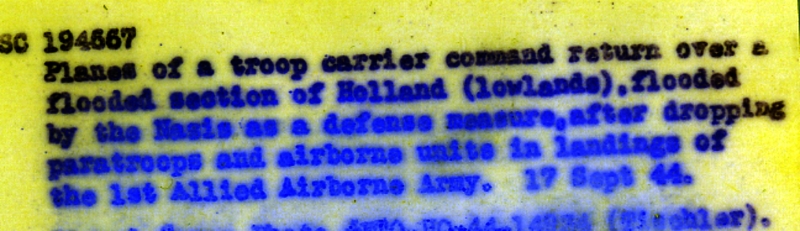 SC 194667
Planes of a troop carrier command return over a
flooded section of Holland (lowlands),flooded
by the Nazis as a defense measure,after dropping
paratroops and airborne units in landings of
the 1st Allied Airborne Army. 17 Sept 44.